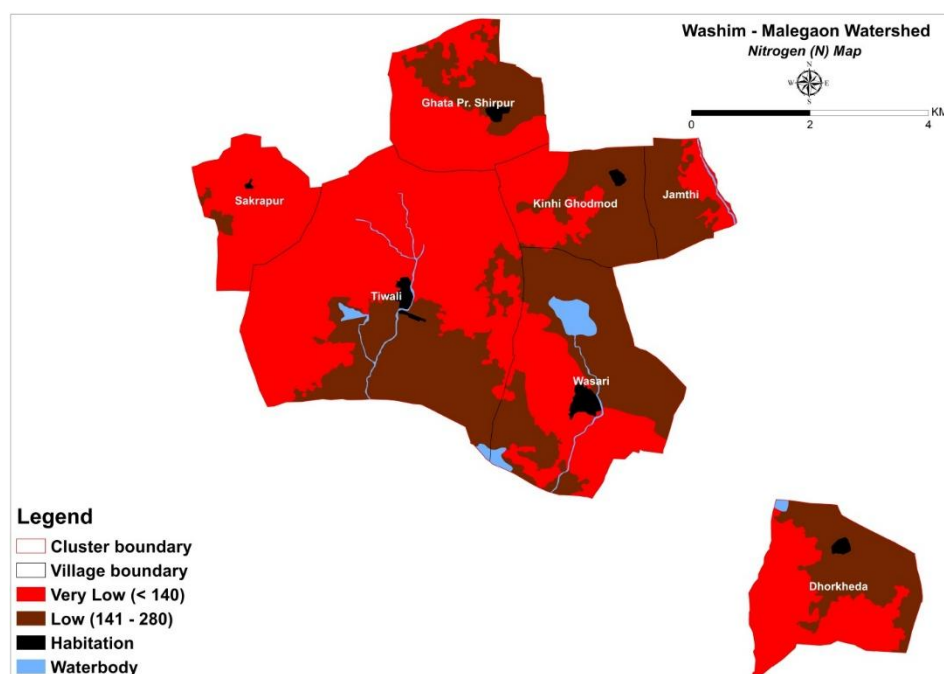 Washim - Malegaon Watershed
Nitrogen (N) Map
N
W E
S
KM
0 2 4
Ghata Pr. Shirpur
Sakrapur
Kinhi Ghodmod
Jamthi
Tiwali
Wasari
Dhorkheda
Legend
Cluster boundary
Village boundary
Very Low (< 140)
Low (141 - 280)
Habitation
Waterbody